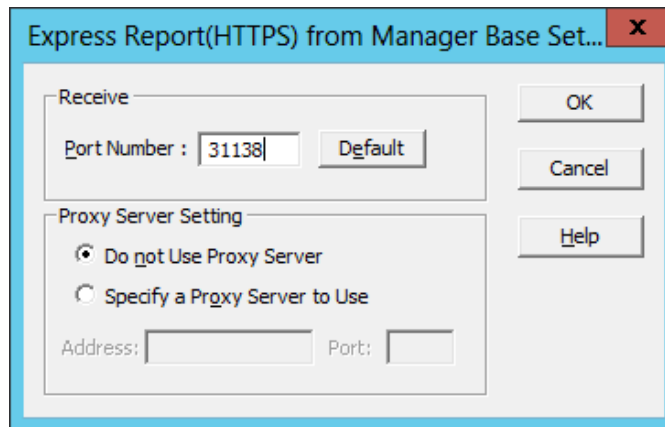 Express Report(HTTPS) from Manager Base Set... x
Receive
Port Number : 31138 Default
OK
Cancel
Help
Proxy Server Setting
Do not Use Proxy Server
Specify a Proxy Server to Use
Address: Port: